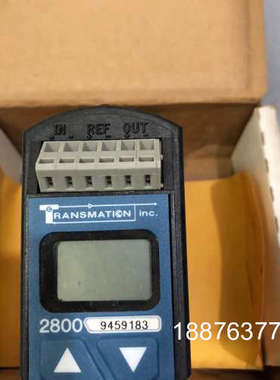 IN REF OUT
TRANSMATION inc.
2800 9459183
18876377